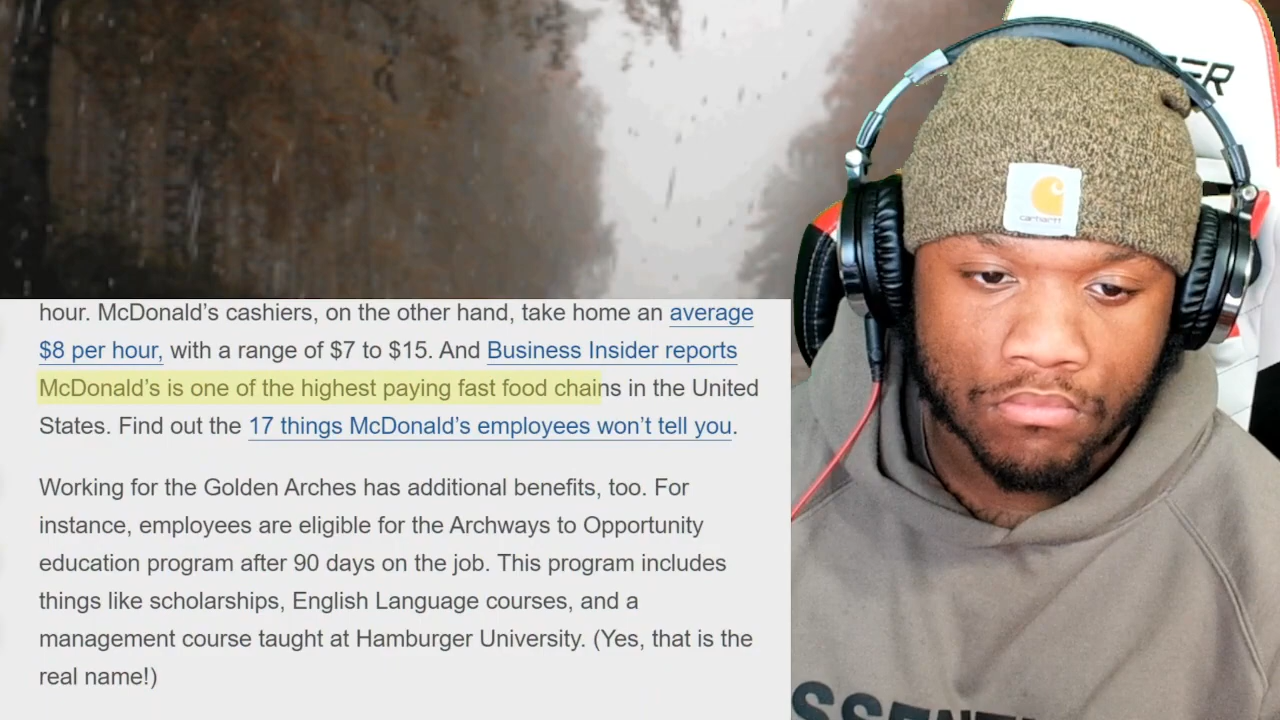 hour. McDonald’s cashiers, on the other hand, take home an average
$8 per hour, with a range of $7 to $15. And Business Insider reports
McDonald’s is one of the highest paying fast food chains in the United
States. Find out the 17 things McDonald’s employees won’t tell you.
Working for the Golden Arches has additional benefits, too. For
instance, employees are eligible for the Archways to Opportunity
education program after 90 days on the job. This program includes
things like scholarships, English Language courses, and a
management course taught at Hamburger University. (Yes, that is the
real name!)
carhartt